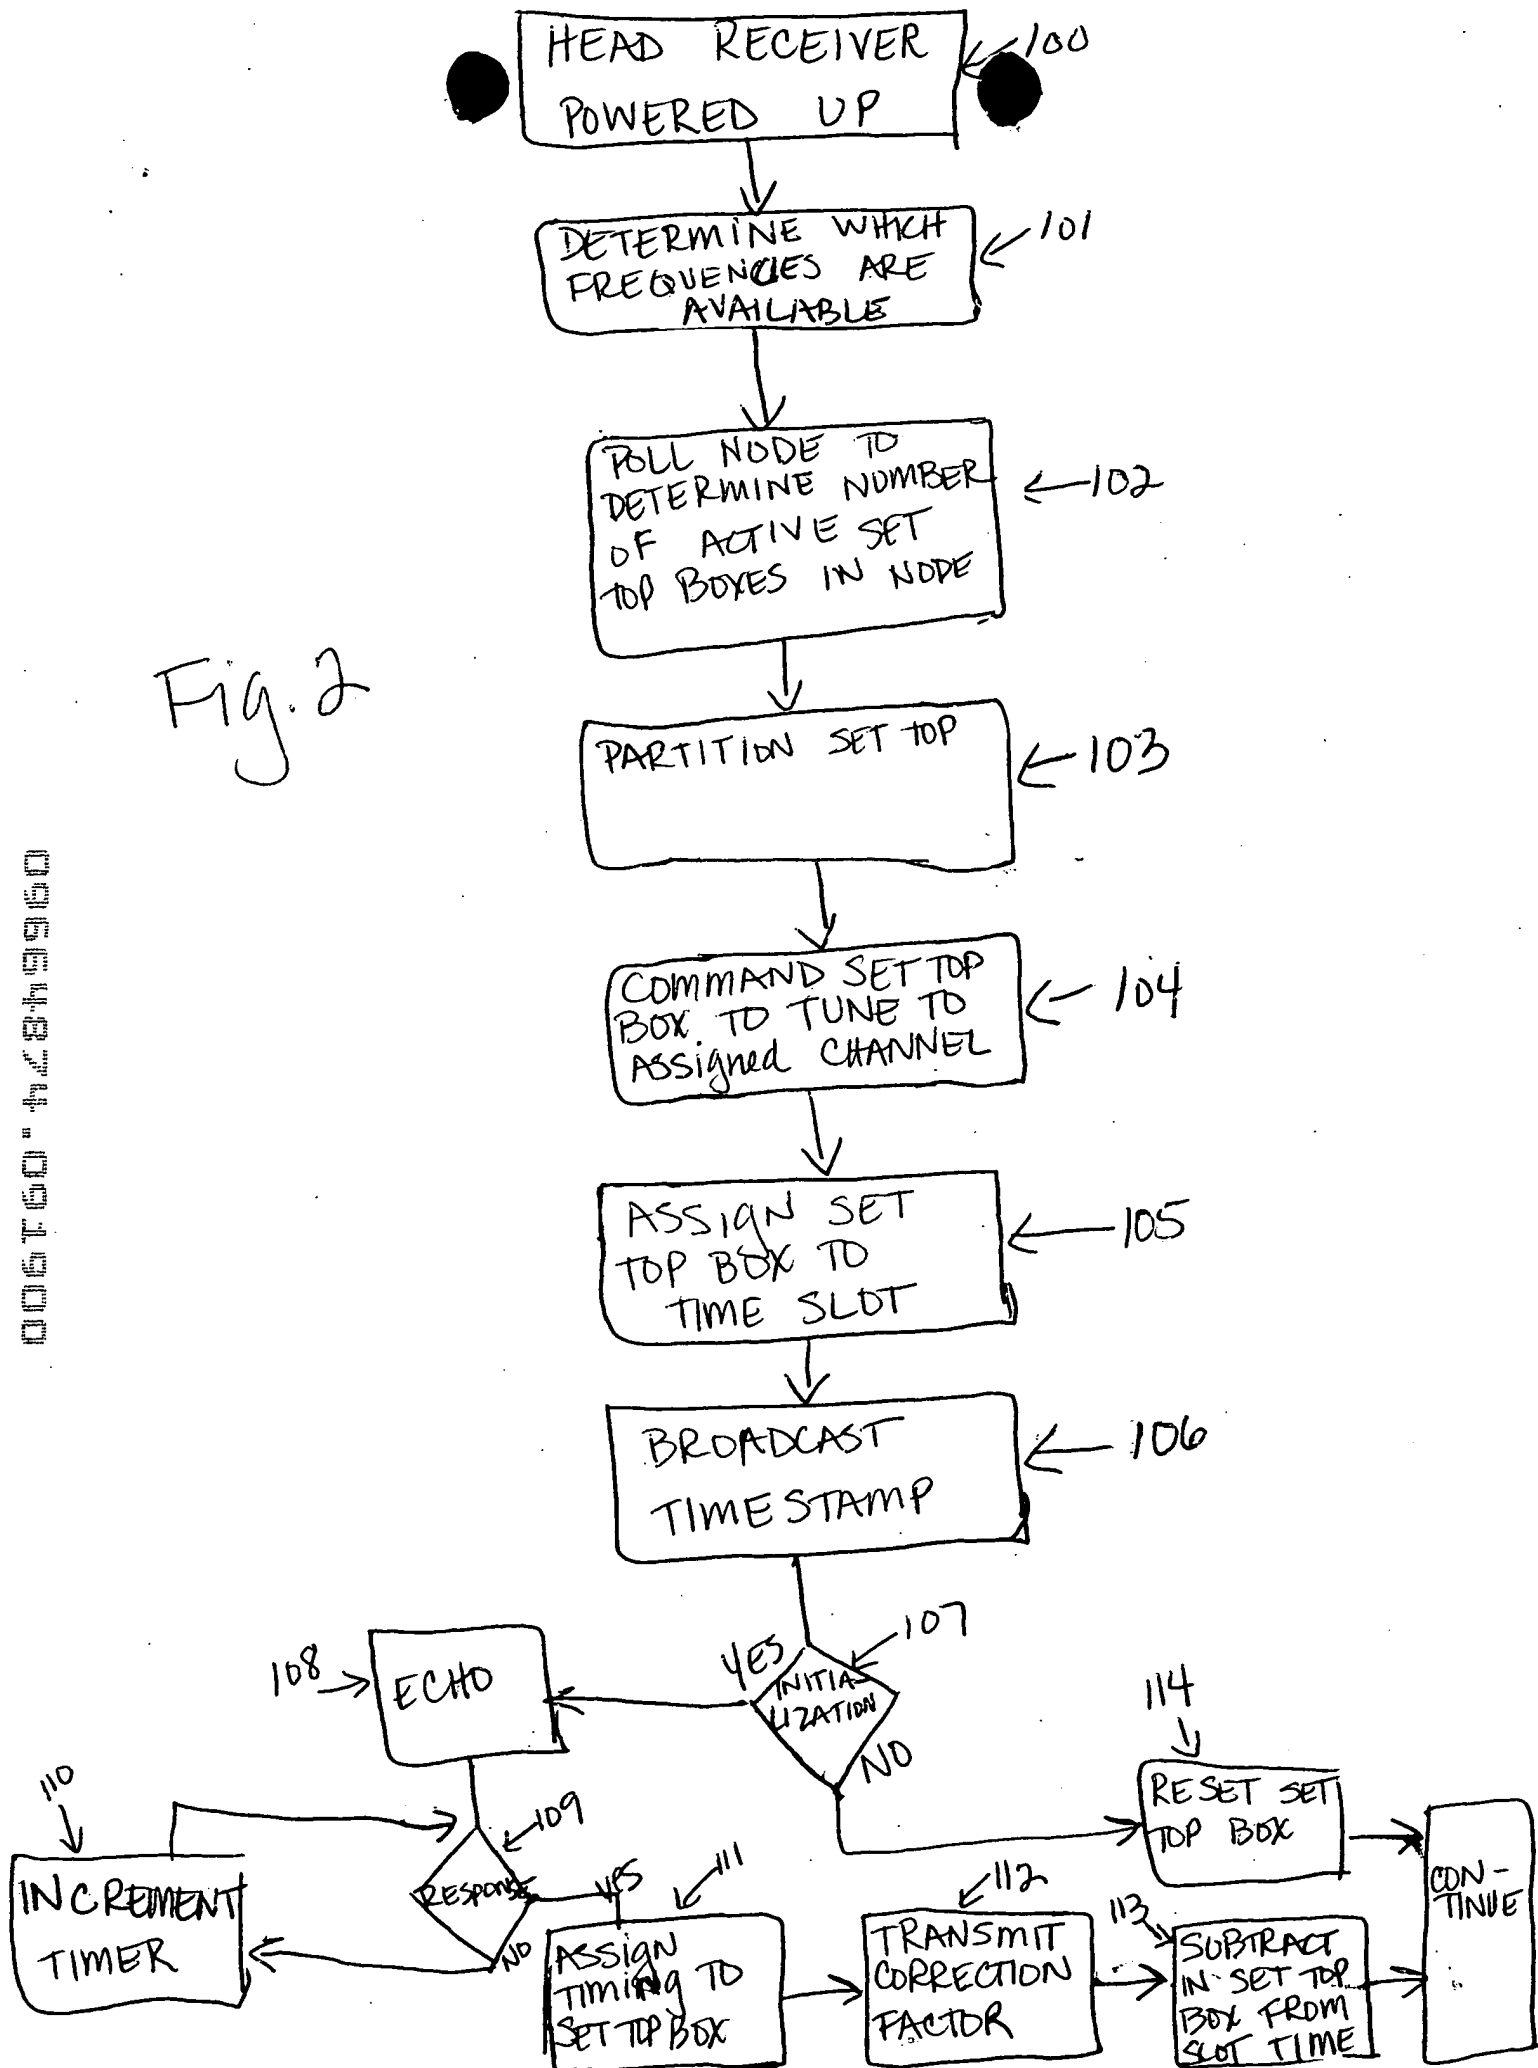 HEAD RECEIVER
POWERED UP
100
DETERMINE WHICH
FREQUENCIES ARE
AVAILABLE
101
POLL NODE TO
DETERMINE NUMBER
OF ACTIVE SET
TOP BOXES IN NODE
102
Fig. 2
PARTITION SET TOP
103
09664874.091900
COMMAND SET TOP
BOX TO TUNE TO
ASSigned CHANNEL
104
ASSIGN SET
TOP BOX TO
TIME SLOT
105
BROADCAST
TIMESTAMP
106
107
YES
INITIA-
LIZATION
NO
108
ECHO
109
RESPONSE
YES
NO
110
INCREMENT
TIMER
111
ASSIGN
TIMING TO
SET TOP BOX
112
TRANSMIT
CORRECTION
FACTOR
113
SUBTRACT
IN SET TOP
BOX FROM
SLOT TIME
114
RESET SET
TOP BOX
CON-
TINUE